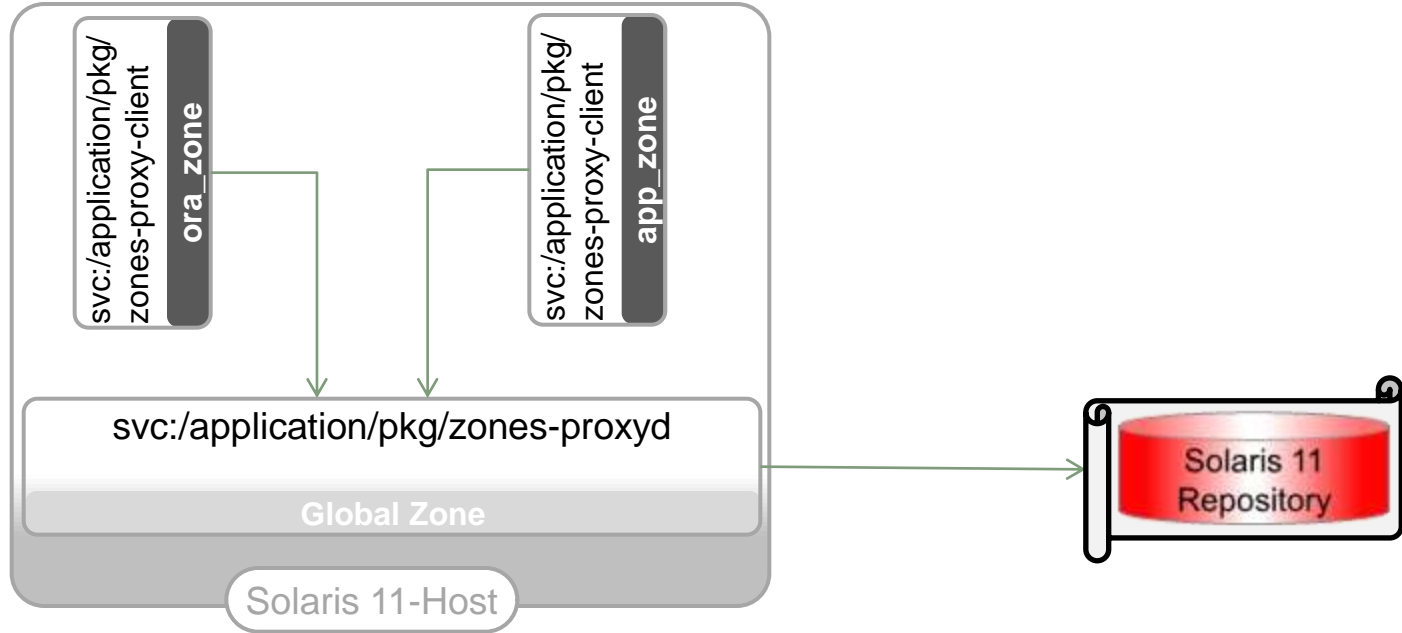 svc:/application/pkg/
zones-proxy-client
ora_zone
svc:/application/pkg/
zones-proxy-client
app_zone
svc:/application/pkg/zones-proxyd
Global Zone
Solaris 11-Host
Solaris 11
Repository